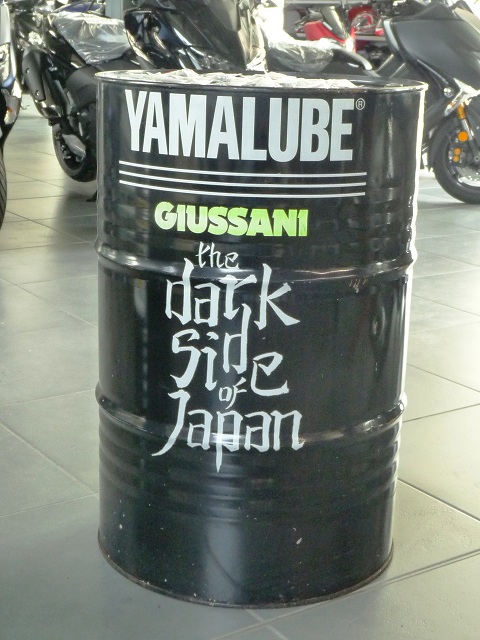 YAMALUBE®
GIUSSANI
the
dark
side
of
Japan